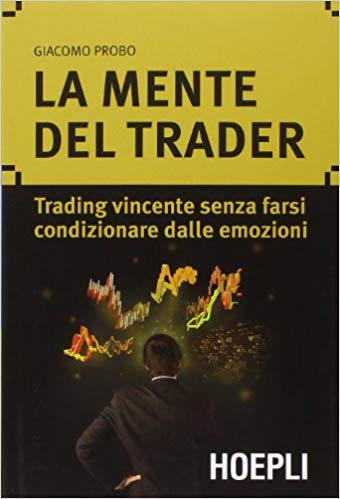 GIACOMO PROBO
LA MENTE
DEL TRADER
Trading vincente senza farsi
condizionare dalle emozioni
HOEPLI